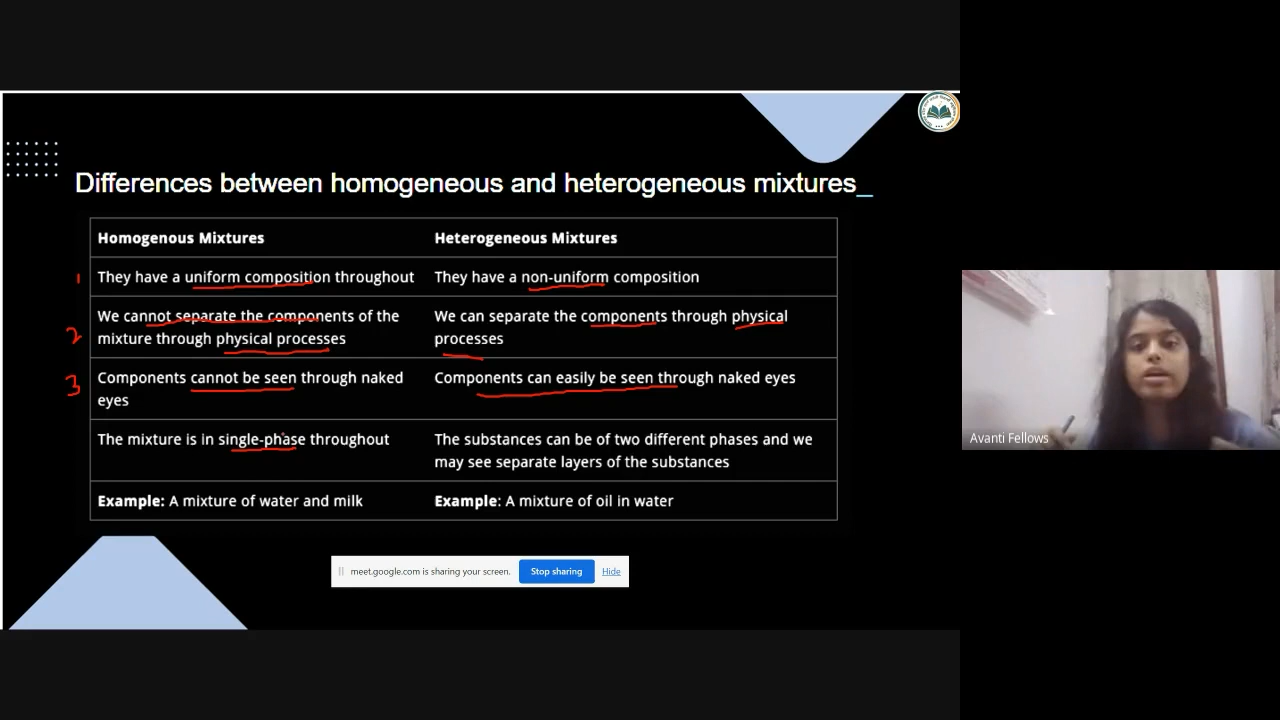 Differences between homogeneous and heterogeneous mixtures_
Homogenous Mixtures
Heterogeneous Mixtures
1
They have a uniform composition throughout
They have a non-uniform composition
2
We cannot separate the components of the
mixture through physical processes
We can separate the components through physical
processes
3
Components cannot be seen through naked
eyes
Components can easily be seen through naked eyes
The mixture is in single-phase throughout
The substances can be of two different phases and we
may see separate layers of the substances
Example: A mixture of water and milk
Example: A mixture of oil in water
meet.google.com is sharing your screen.
Stop sharing
Hide
Avanti Fellows